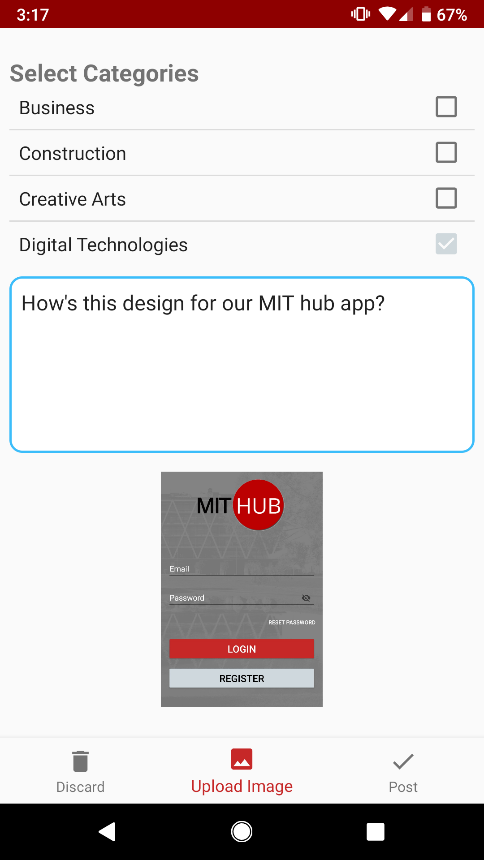 3:17 67%
Select Categories
Business
Construction
Creative Arts
Digital Technologies
How's this design for our MIT hub app?
MIT HUB
Email
Password
RESET PASSWORD
LOGIN
REGISTER
Discard Upload Image Post